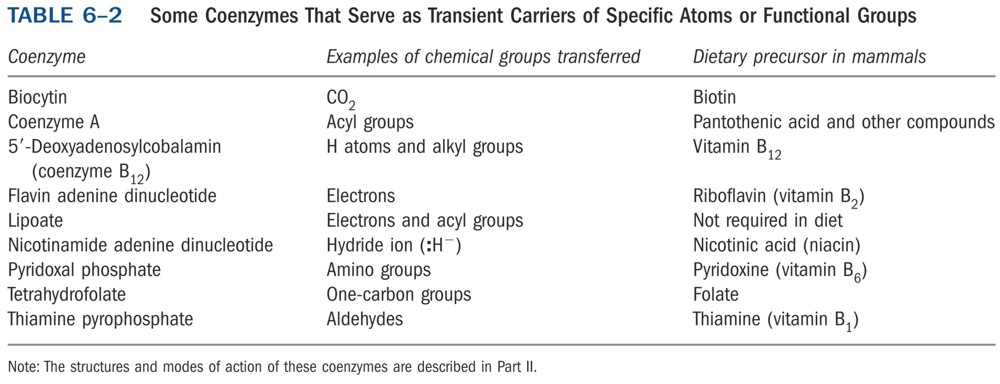 TABLE 6–2 Some Coenzymes That Serve as Transient Carriers of Specific Atoms or Functional Groups
Coenzyme Examples of chemical groups transferred Dietary precursor in mammals
Biocytin CO₂ Biotin
Coenzyme A Acyl groups Pantothenic acid and other compounds
5′-Deoxyadenosylcobalamin H atoms and alkyl groups Vitamin B₁₂
(coenzyme B₁₂)
Flavin adenine dinucleotide Electrons Riboflavin (vitamin B₂)
Lipoate Electrons and acyl groups Not required in diet
Nicotinamide adenine dinucleotide Hydride ion (:H⁻) Nicotinic acid (niacin)
Pyridoxal phosphate Amino groups Pyridoxine (vitamin B₆)
Tetrahydrofolate One-carbon groups Folate
Thiamine pyrophosphate Aldehydes Thiamine (vitamin B₁)
Note: The structures and modes of action of these coenzymes are described in Part II.